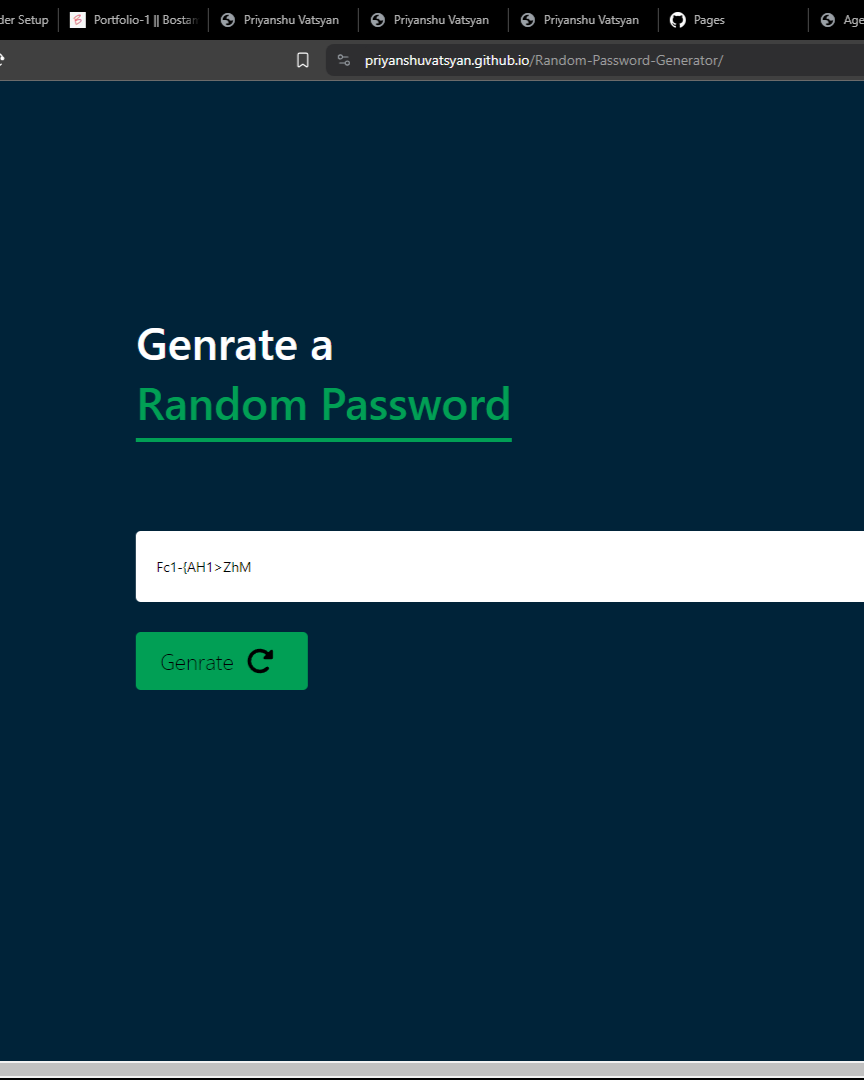 der Setup Portfolio-1 || Bostan Priyanshu Vatsyan Priyanshu Vatsyan Priyanshu Vatsyan Pages Age
priyanshuvatsyan.github.io/Random-Password-Generator/
Genrate a
Random Password
Fc1-{AH1>ZhM
Genrate